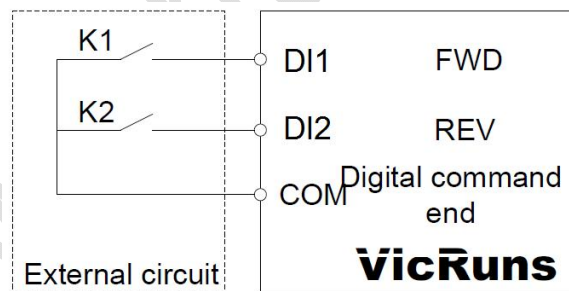 K1
DI1 FWD
K2
DI2 REV
COM
Digital command
end
External circuit
VicRuns